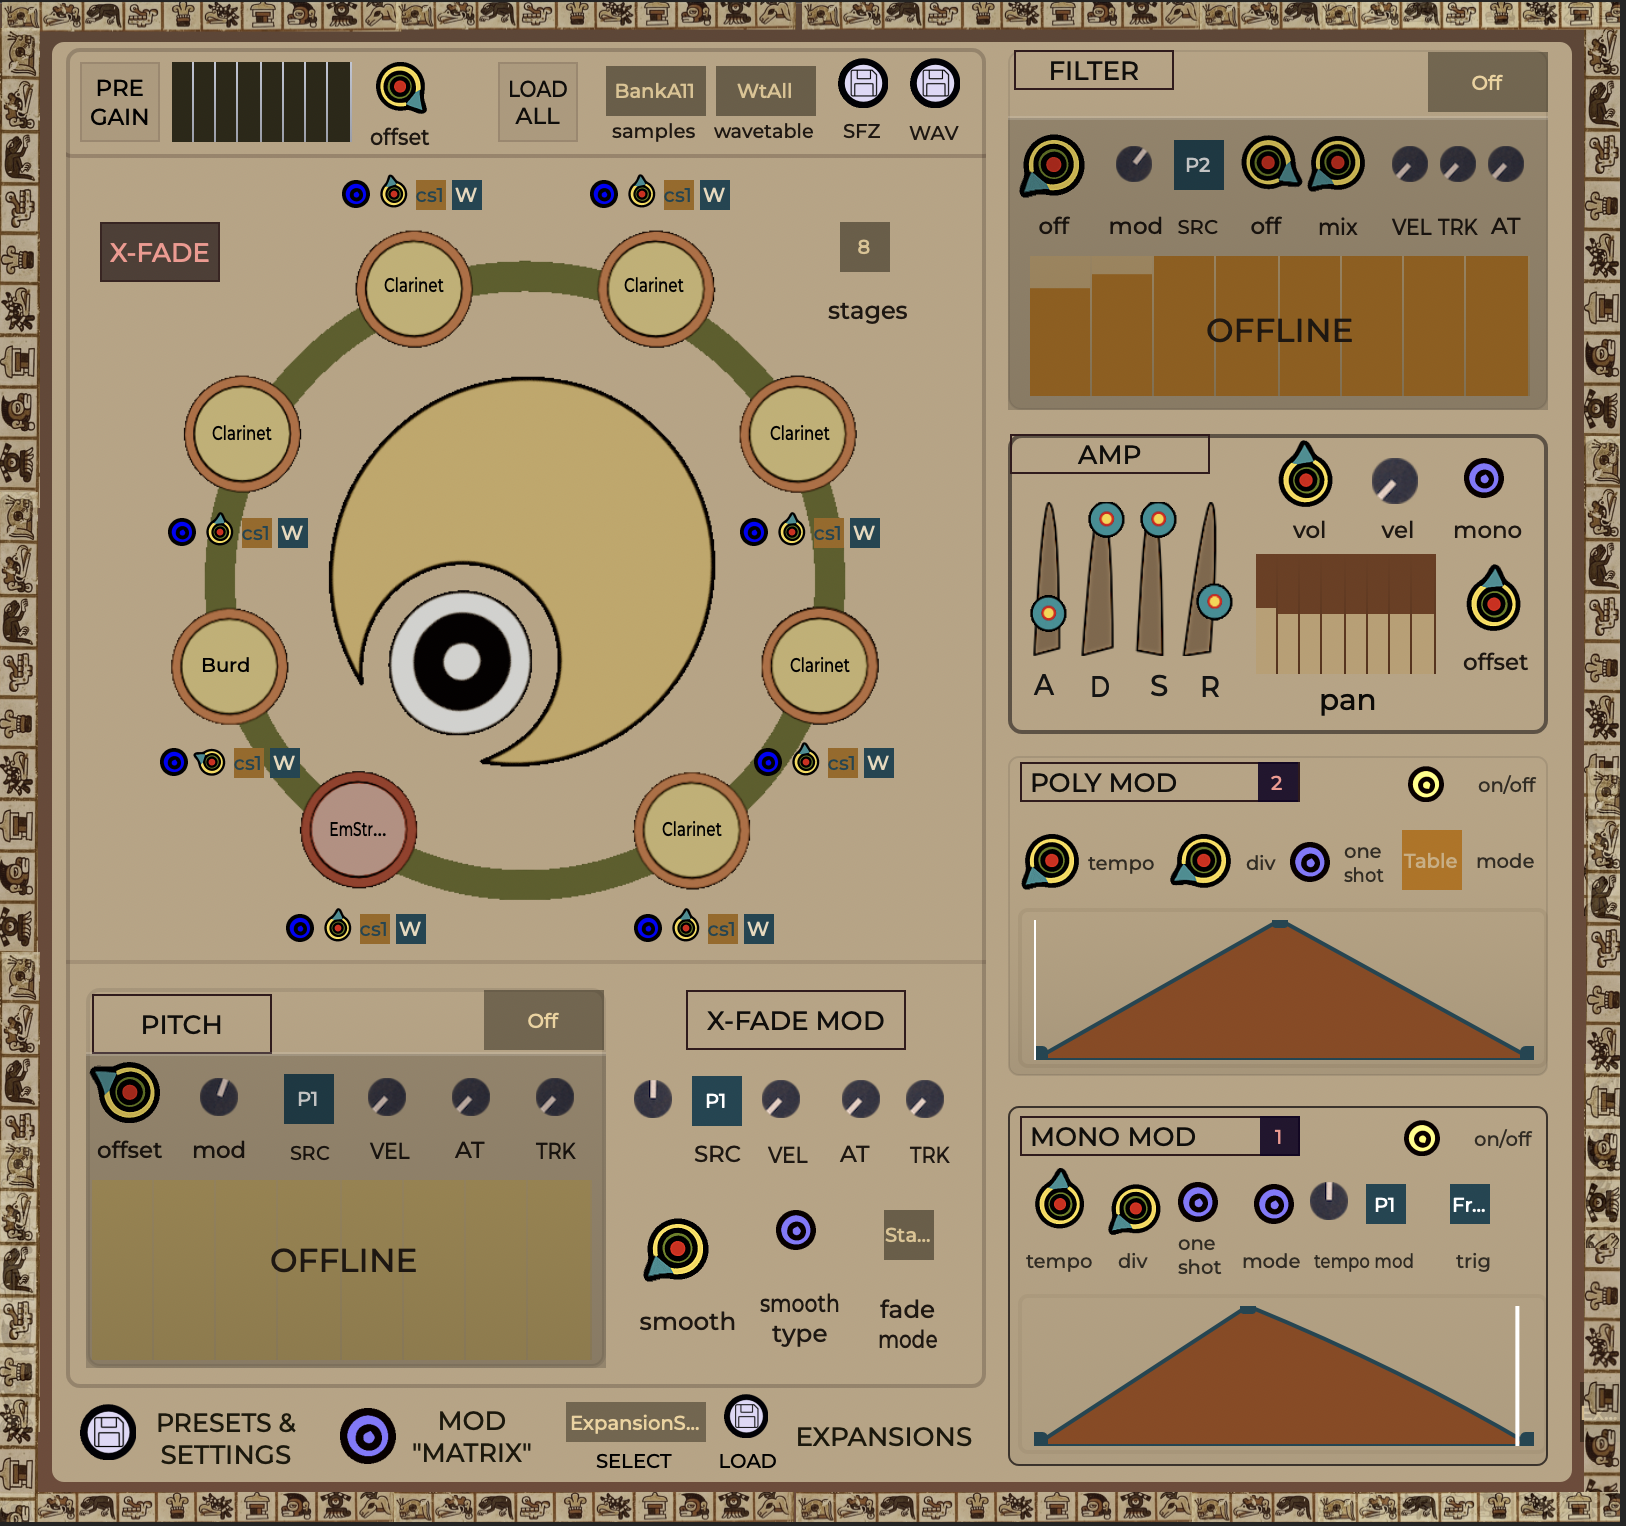 PRE
GAIN
offset
LOAD
ALL
BankA11
samples
WtAll
wavetable
SFZ
WAV
cs1 W
cs1 W
X-FADE
8
stages
Clarinet
Clarinet
Clarinet
Clarinet
cs1 W
cs1 W
Burd
Clarinet
cs1 W
cs1 W
EmStr...
Clarinet
cs1 W
cs1 W
PITCH
Off
P1
offset
mod
SRC
VEL
AT
TRK
OFFLINE
X-FADE MOD
P1
SRC
VEL
AT
TRK
Sta...
smooth
smooth
type
fade
mode
PRESETS &
SETTINGS
MOD
"MATRIX"
ExpansionS...
SELECT
LOAD
EXPANSIONS
FILTER
Off
P2
off
mod
SRC
off
mix
VEL
TRK
AT
OFFLINE
AMP
vol
vel
mono
A
D
S
R
pan
offset
POLY MOD
2
on/off
tempo
div
one
shot
Table
mode
MONO MOD
1
on/off
P1
Fr...
tempo
div
one
shot
mode
tempo mod
trig